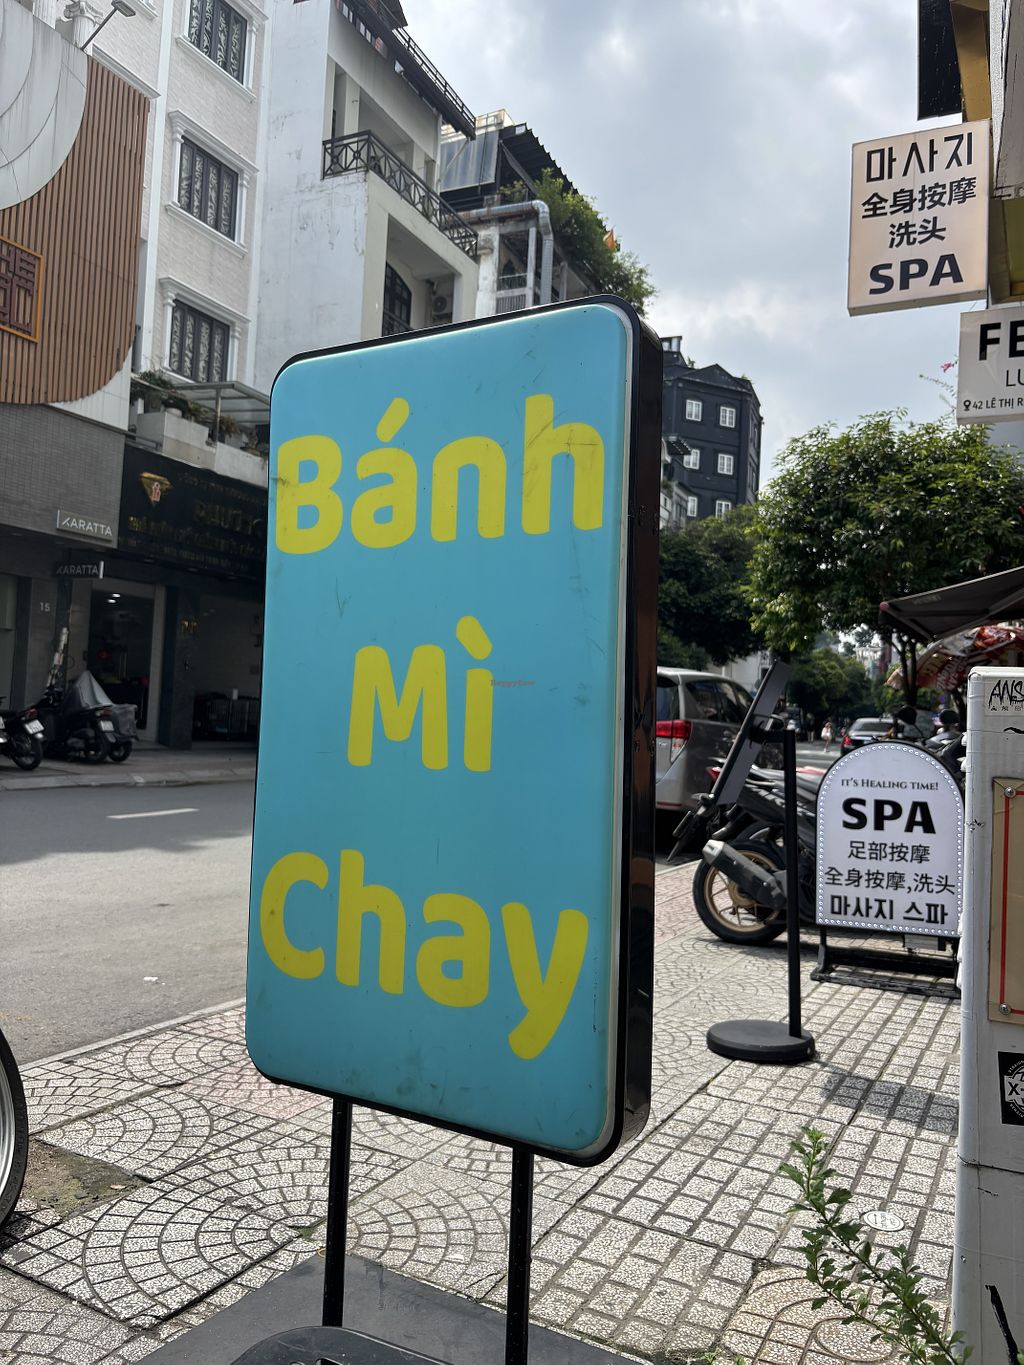 Bánh
Mì
Chay
마사지
全身按摩
洗头
SPA
42 LÊ THỊ
KARATTA
KARATTA
15
HappyCow
IT'S HEALING TIME!
SPA
足部按摩
全身按摩,洗头
마사지 스파